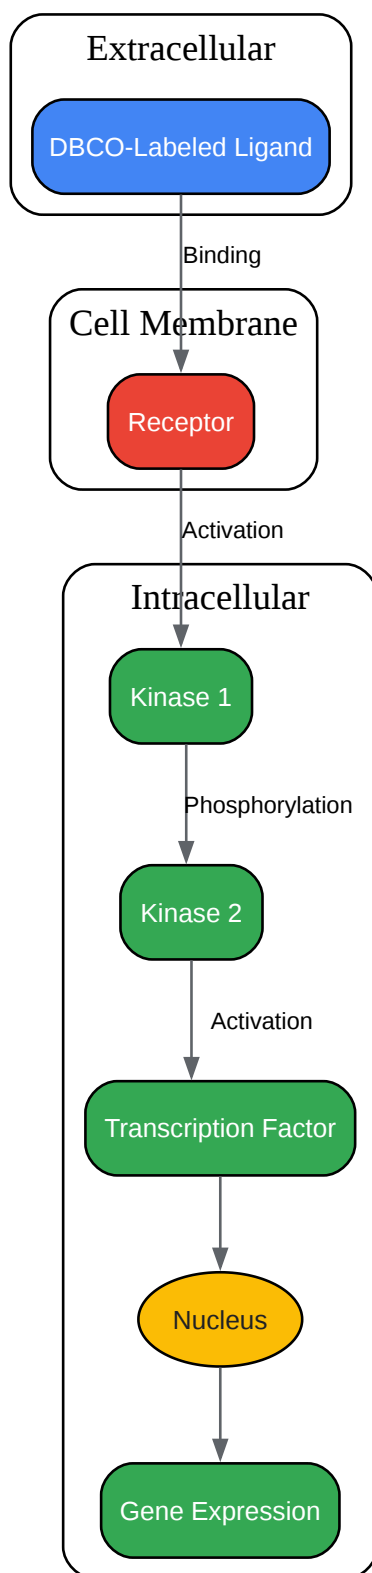 Extracellular
DBCO-Labeled Ligand
Binding
Cell Membrane
Receptor
Activation
Intracellular
Kinase 1
Phosphorylation
Kinase 2
Activation
Transcription Factor
Nucleus
Gene Expression